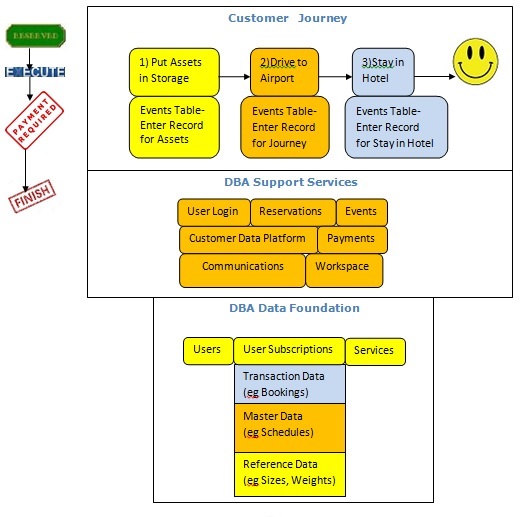 RESERVED
EXECUTE
PAYMENT
REQUIRED
FINISH
Customer Journey
1) Put Assets
in Storage
2)Drive to
Airport
3)Stay in
Hotel
Events Table-
Enter Record
for Assets
Events Table-
Enter Record
for Journey
Events Table-
Enter Record
for Stay in Hotel
DBA Support Services
User Login
Reservations
Events
Customer Data Platform
Payments
Communications
Workspace
DBA Data Foundation
Users
User Subscriptions
Services
Transaction Data
(eg Bookings)
Master Data
(eg Schedules)
Reference Data
(eg Sizes, Weights)